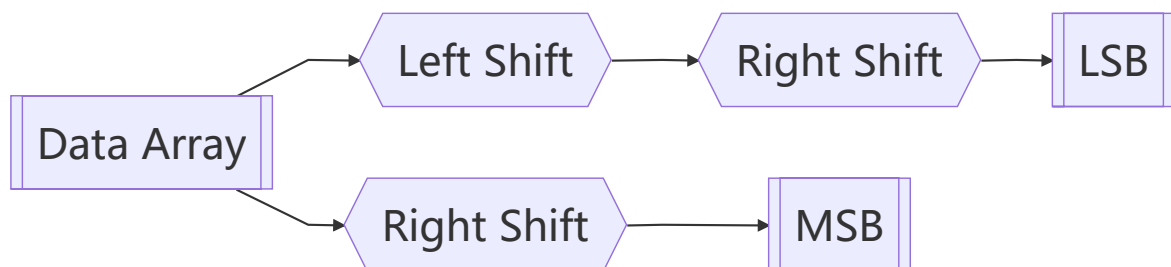 Left Shift
Right Shift
LSB
Data Array
Right Shift
MSB